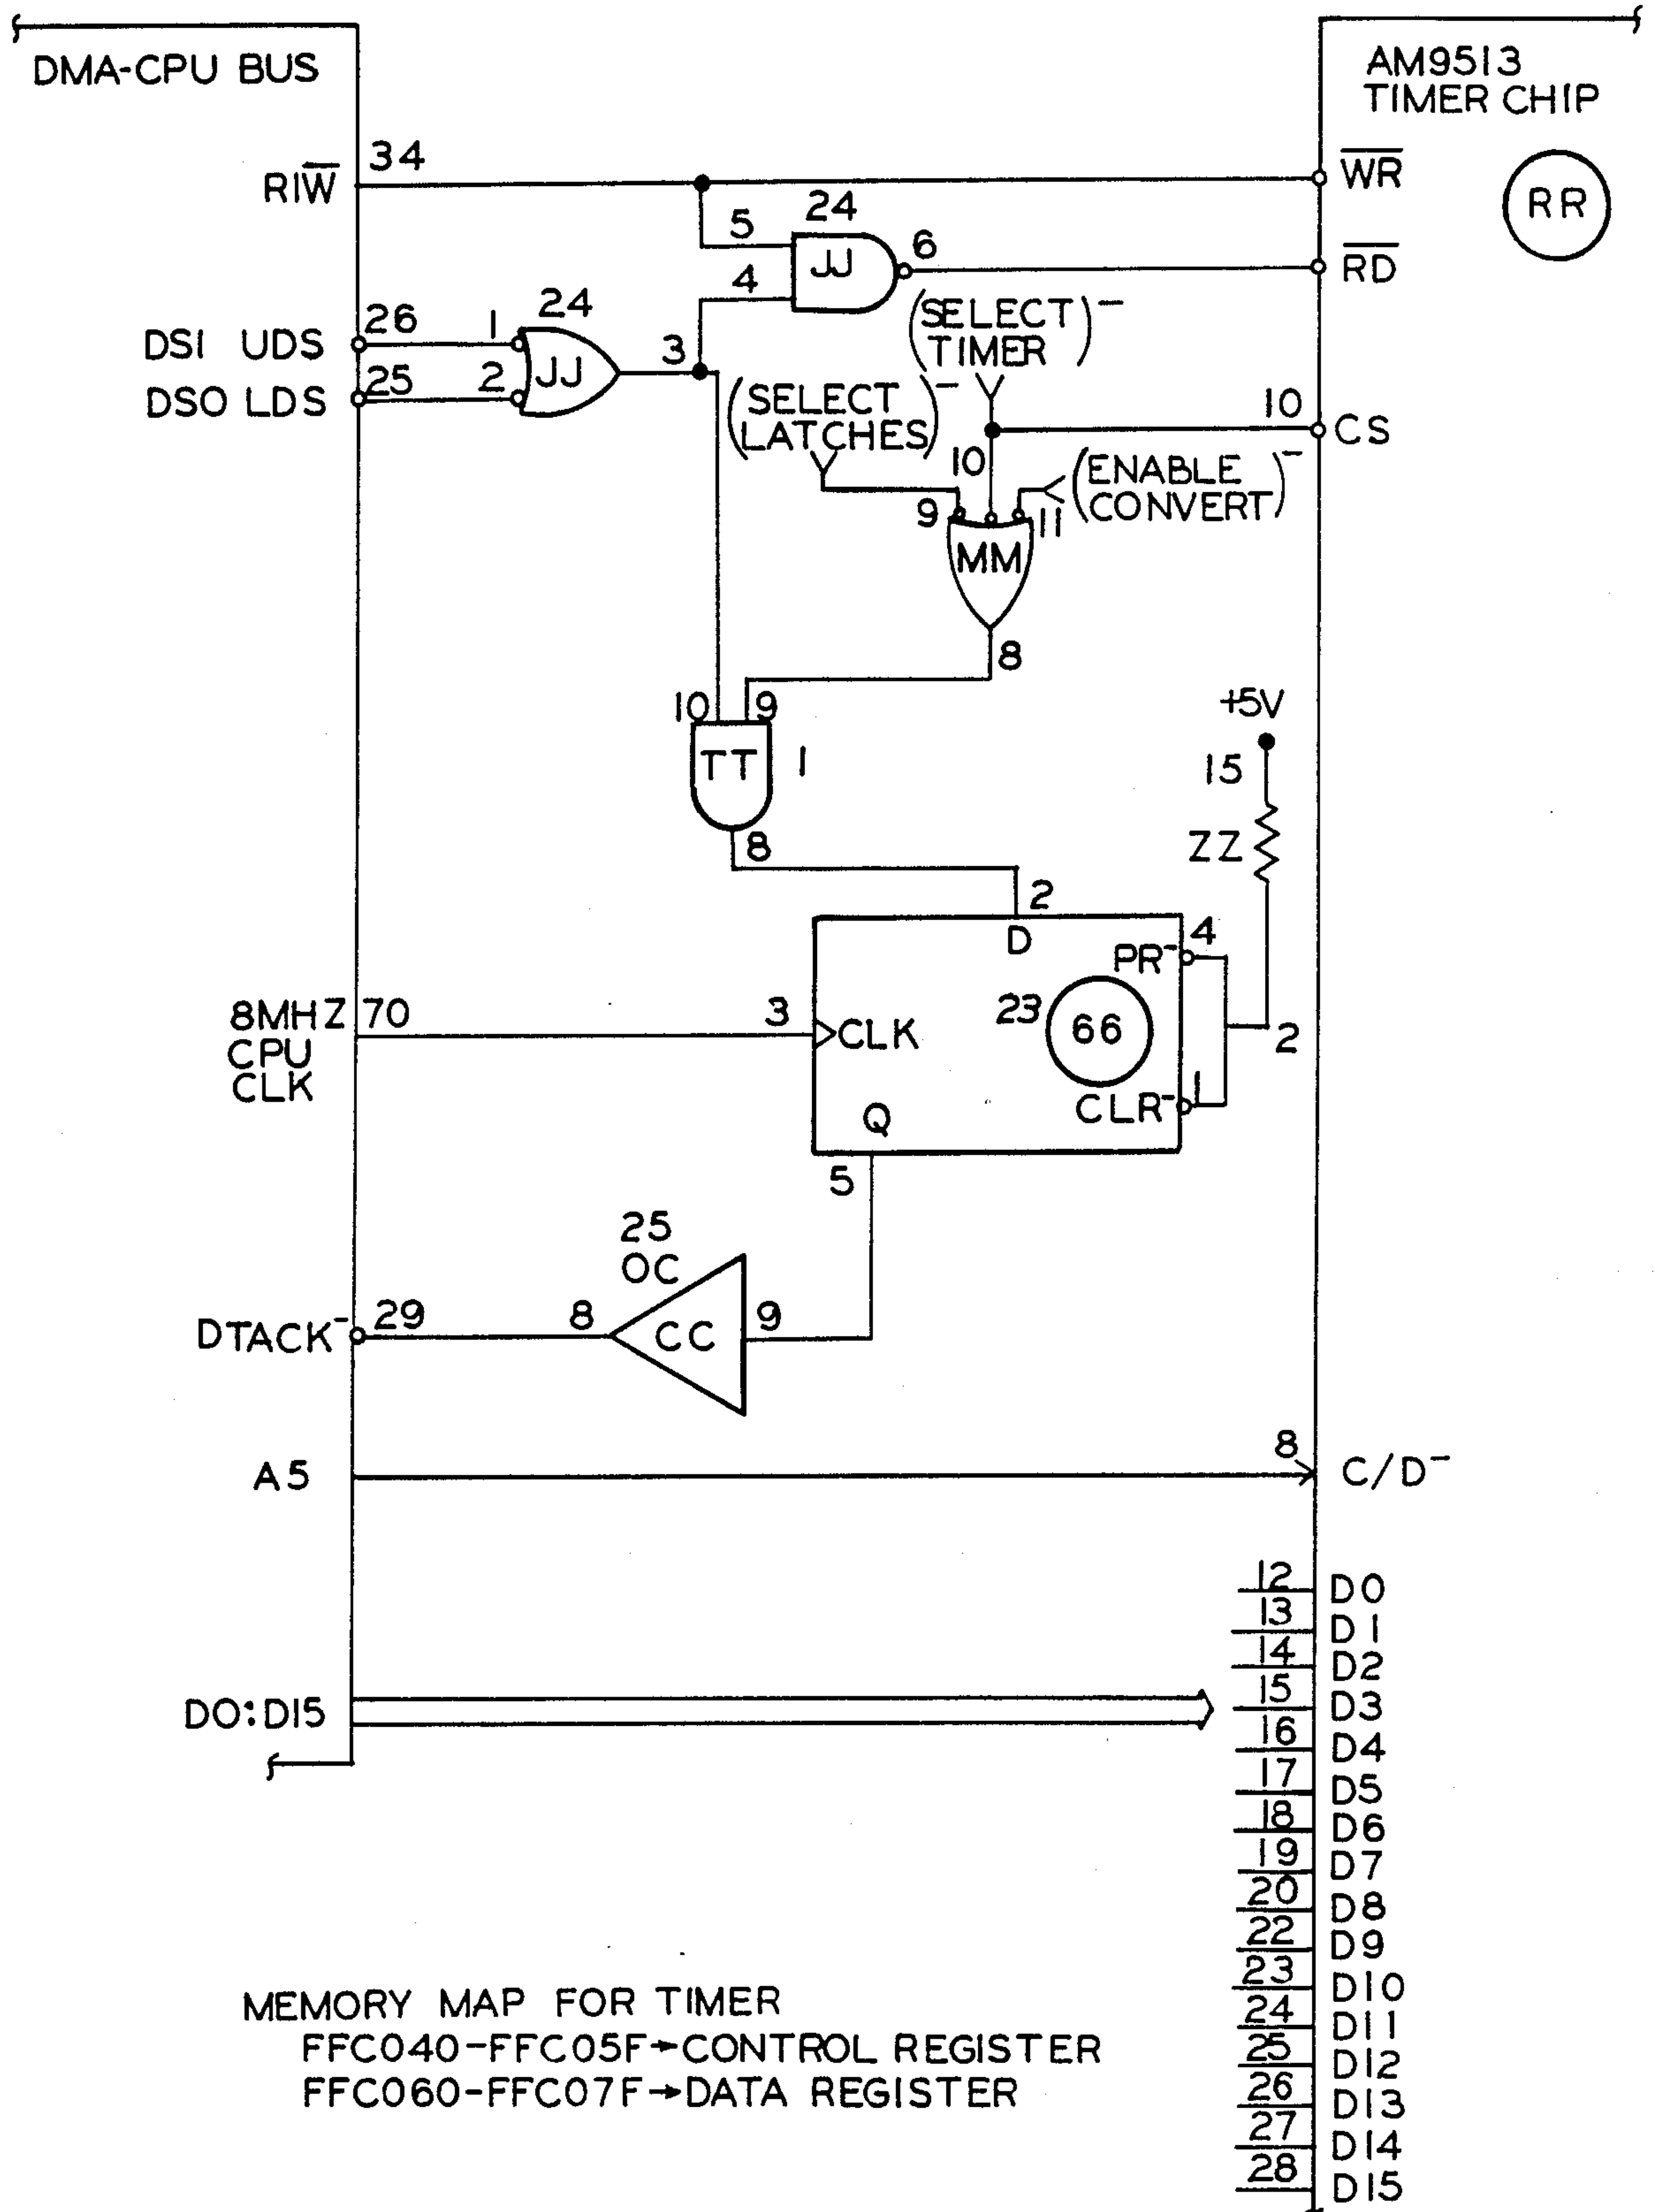 DMA-CPU BUS
AM9513
TIMER CHIP
RR
RIW̅
34
W̅R̅
24
5
JJ
6
4
R̅D̅
DS1 UDS
26
1
24
JJ
3
DSO LDS
25
2
(SELECT
TIMER)⁻
(SELECT
LATCHES)⁻
10
CS
10
(ENABLE
CONVERT)⁻
9
11
MM
8
10
9
TT
1
8
+5V
15
ZZ
2
D
PR⁻
4
23
66
2
8MHZ
CPU
CLK
70
3
CLK
CLR⁻
1
Q
5
25
OC
DTACK⁻
29
8
CC
9
A5
8
C/D⁻
DO:D15
12 D0
13 D1
14 D2
15 D3
16 D4
17 D5
18 D6
19 D7
20 D8
22 D9
23 D10
24 D11
25 D12
26 D13
27 D14
28 D15
MEMORY MAP FOR TIMER
FFC040-FFC05F→CONTROL REGISTER
FFC060-FFC07F→DATA REGISTER